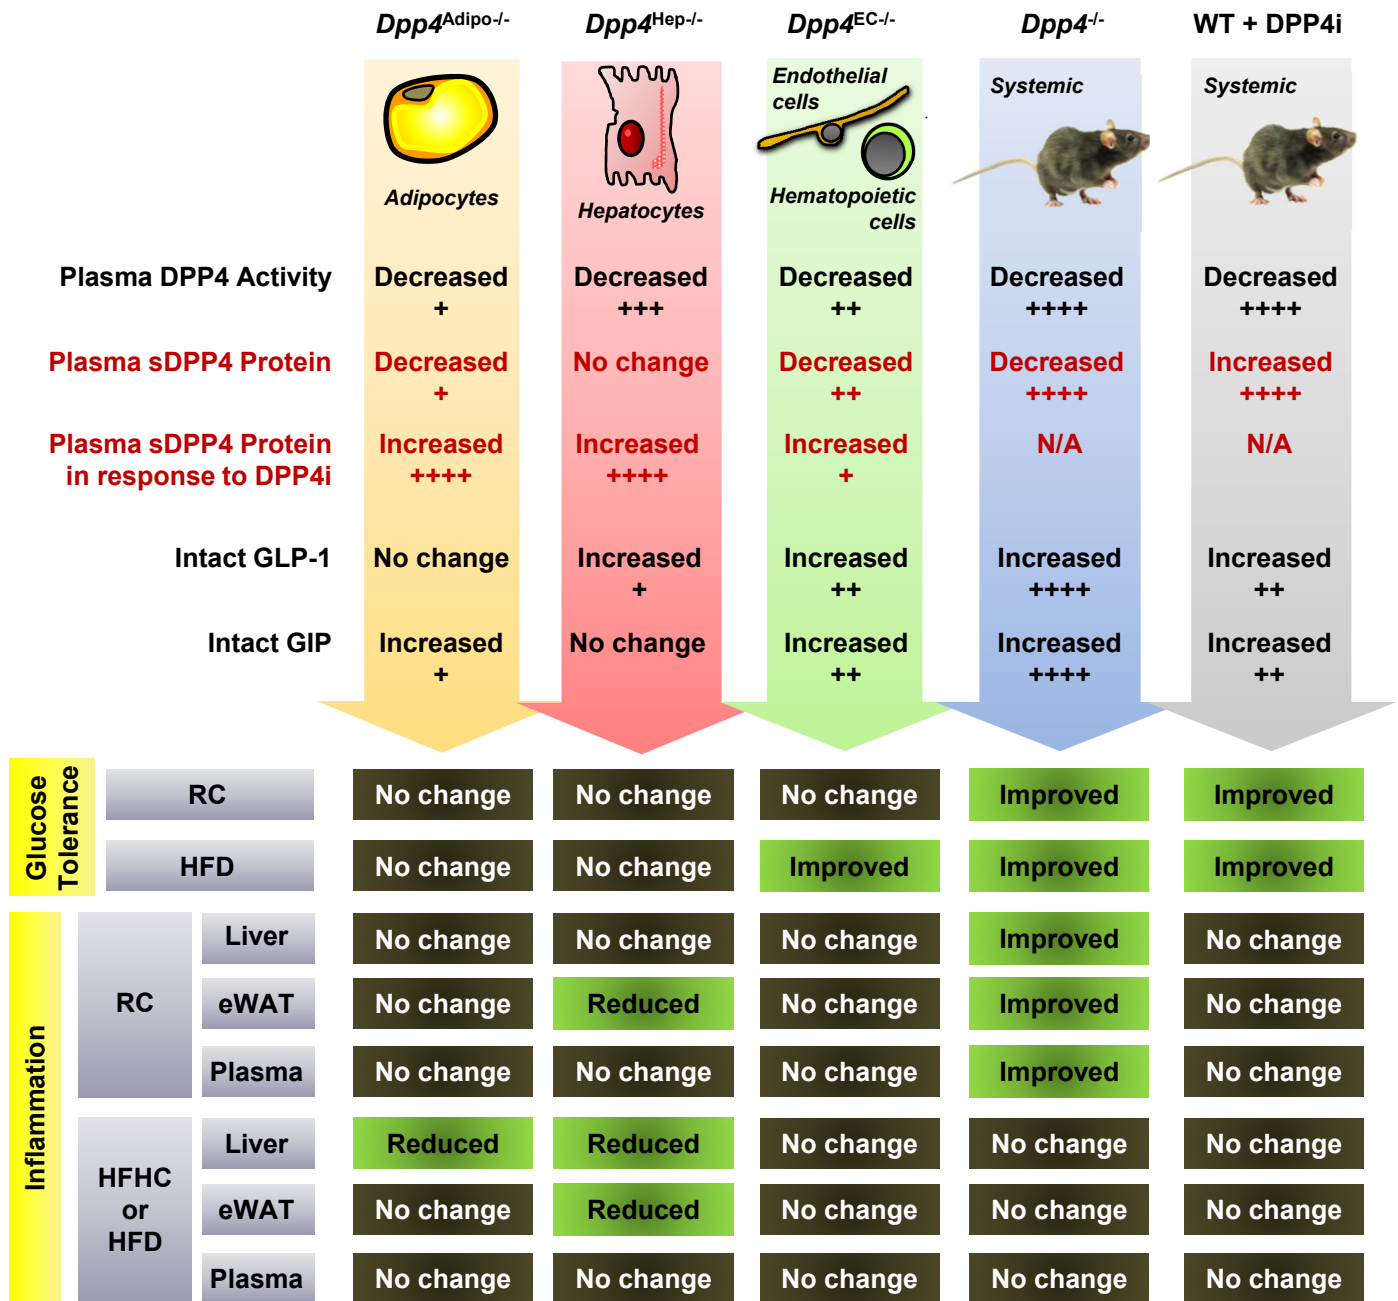 Dpp4Adipo-/- Dpp4Hep-/- Dpp4EC-/- Dpp4-/- WT + DPP4i
Endothelial
cells
Systemic Systemic
Adipocytes Hepatocytes Hematopoietic
cells
Plasma DPP4 Activity Decreased Decreased Decreased Decreased Decreased
+ +++ ++ ++++ ++++
Plasma sDPP4 Protein Decreased No change Decreased Decreased Increased
+ ++ ++++ ++++
Plasma sDPP4 Protein Increased Increased Increased N/A N/A
in response to DPP4i ++++ ++++ +
Intact GLP-1 No change Increased Increased Increased Increased
+ ++ ++++ ++
Intact GIP Increased No change Increased Increased Increased
+ ++ ++++ ++
Glucose
Tolerance
RC No change No change No change Improved Improved
HFD No change No change Improved Improved Improved
Inflammation
RC
Liver No change No change No change Improved No change
eWAT No change Reduced No change Improved No change
Plasma No change No change No change Improved No change
HFHC
or
HFD
Liver Reduced Reduced No change No change No change
eWAT No change Reduced No change No change No change
Plasma No change No change No change No change No change